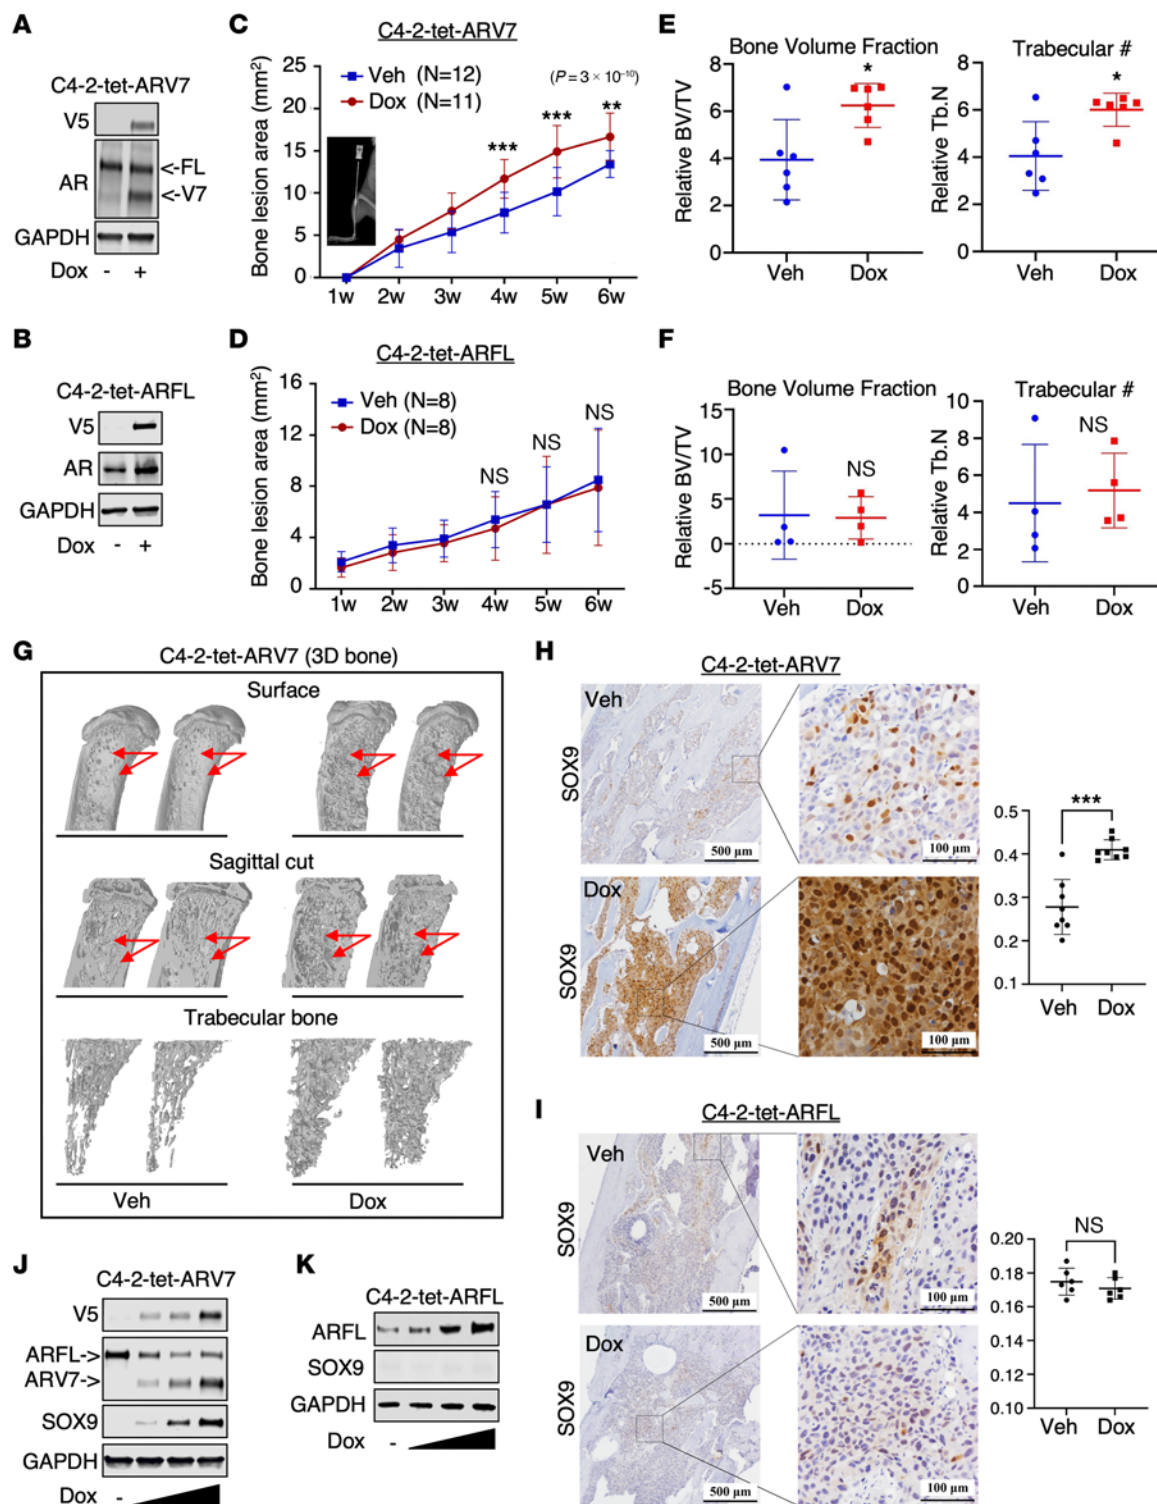 A
C4-2-tet-ARV7
V5
AR
<-FL
<-V7
GAPDH
Dox - +
B
C4-2-tet-ARFL
V5
AR
GAPDH
Dox - +
C
C4-2-tet-ARV7
Bone lesion area (mm²)
25
20
15
10
5
0
Veh (N=12)
Dox (N=11)
(P = 3 × 10⁻¹⁰)
*** *** **
1w 2w 3w 4w 5w 6w
D
C4-2-tet-ARFL
Bone lesion area (mm²)
16
12
8
4
0
Veh (N=8)
Dox (N=8)
NS NS NS
1w 2w 3w 4w 5w 6w
E
Bone Volume Fraction
Relative BV/TV
8
6
4
2
0
*
Veh Dox
Trabecular #
Relative Tb.N
8
6
4
2
0
*
Veh Dox
F
Bone Volume Fraction
Relative BV/TV
15
10
5
0
-5
NS
Veh Dox
Trabecular #
Relative Tb.N
10
8
6
4
2
0
NS
Veh Dox
G
C4-2-tet-ARV7 (3D bone)
Surface
Sagittal cut
Trabecular bone
Veh Dox
H
C4-2-tet-ARV7
SOX9
Veh
500 µm
100 µm
SOX9
Dox
500 µm
100 µm
***
0.5
0.4
0.3
0.2
0.1
Veh Dox
I
C4-2-tet-ARFL
SOX9
Veh
500 µm
100 µm
SOX9
Dox
500 µm
100 µm
NS
0.20
0.18
0.16
0.14
0.12
0.10
Veh Dox
J
C4-2-tet-ARV7
V5
ARFL->
ARV7->
SOX9
GAPDH
Dox -
K
C4-2-tet-ARFL
ARFL
SOX9
GAPDH
Dox -